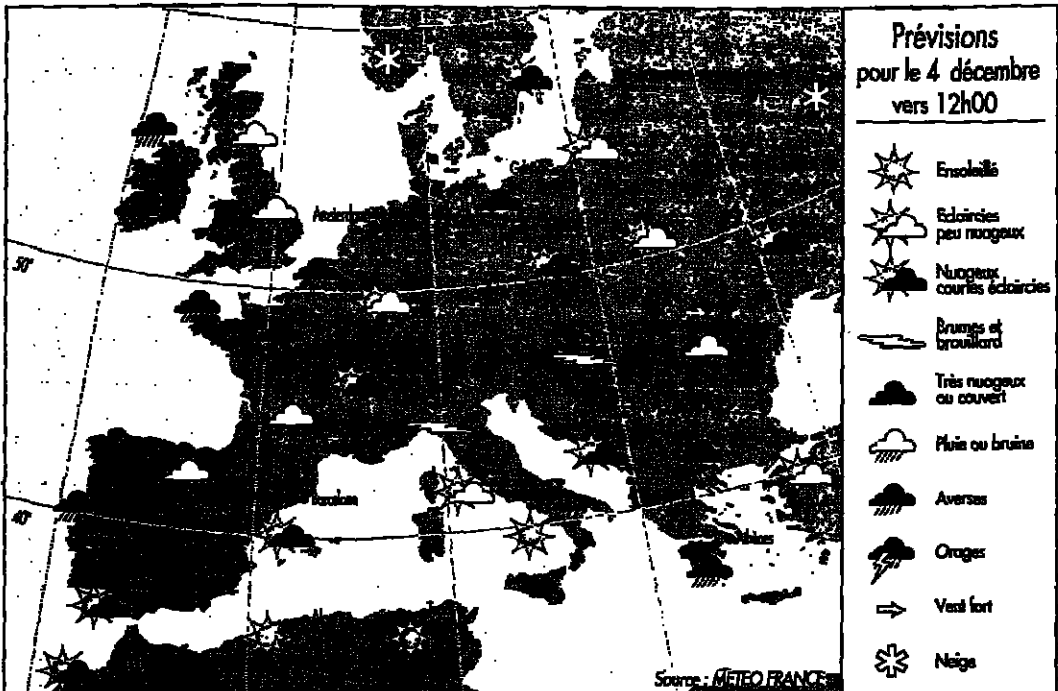 50°
40°
Amsterdam
Barcelone
Athènes
Source : METEO FRANCE
Prévisions
pour le 4 décembre
vers 12h00
Ensoleillé
Eclaircies
peu nuageux
Nuageux
courtes éclaircies
Brumes et
brouillard
Très nuageux
ou couvert
Pluie ou bruine
Averses
Orages
Vent fort
Neige